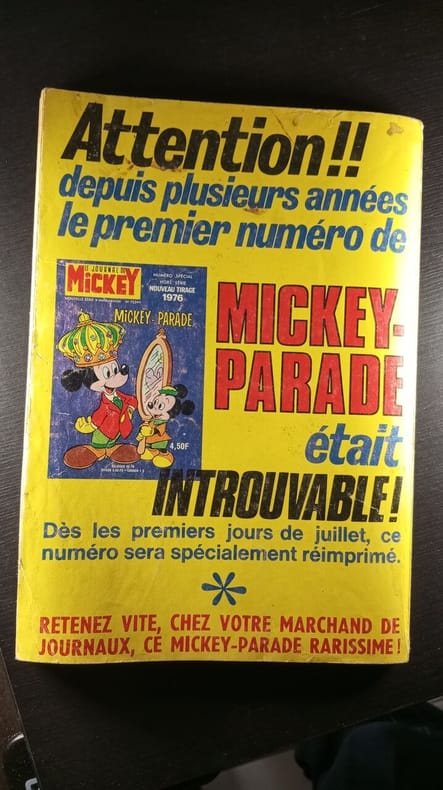 Attention!!
depuis plusieurs années
le premier numéro de
LE JOURNAL DE
MICKEY
NUMÉRO SPÉCIAL
HORS SÉRIE
NOUVEAU TIRAGE
1976
MICKEY-PARADE
4,50F
MICKEY-
PARADE
était
INTROUVABLE!
Dès les premiers jours de juillet, ce
numéro sera spécialement réimprimé.
*
RETENEZ VITE, CHEZ VOTRE MARCHAND DE
JOURNAUX, CE MICKEY-PARADE RARISSIME!